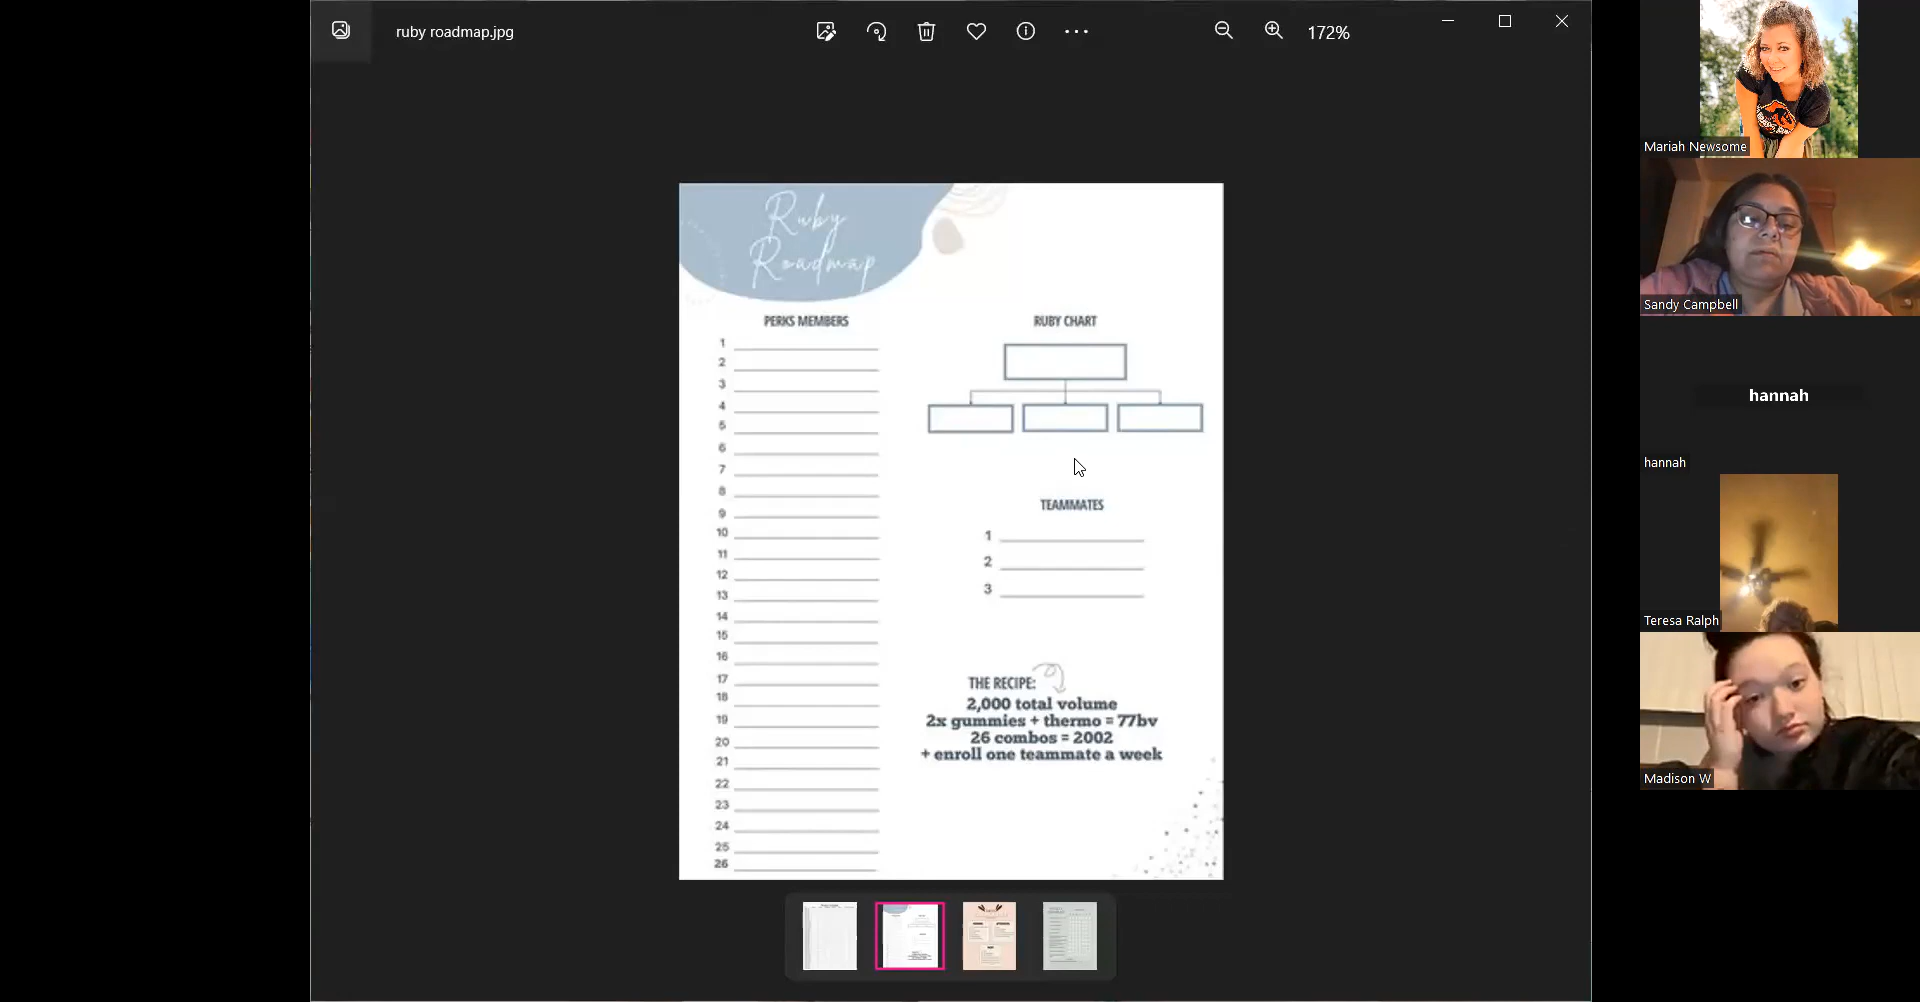 ruby roadmap.jpg
172%
Ruby
Roadmap
PERKS MEMBERS
1
2
3
4
5
6
7
8
9
10
11
12
13
14
15
16
17
18
19
20
21
22
23
24
25
26
RUBY CHART
TEAMMATES
1
2
3
THE RECIPE:
2,000 total volume
2x gummies + thermo = 77bv
26 combos = 2002
+ enroll one teammate a week
Mariah Newsome
Sandy Campbell
hannah
hannah
Teresa Ralph
Madison W